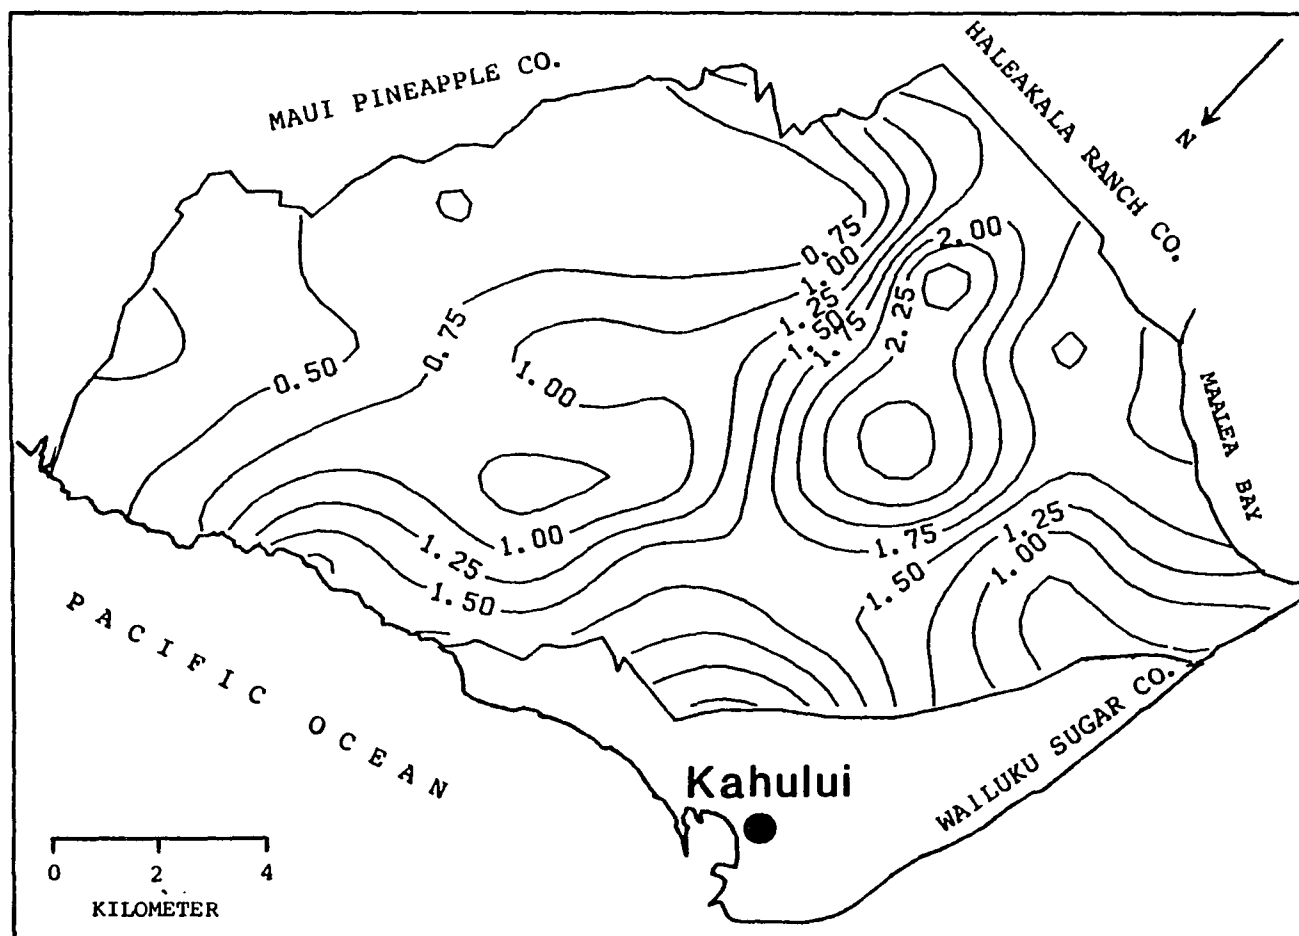 MAUI PINEAPPLE CO.
HALEAKALA RANCH CO.
N
0.75
1.00
1.25
1.50
1.75
2.00
2.25
0.75
0.50
1.00
MAALEA BAY
1.00
1.25
1.50
1.75
1.50
1.25
1.00
PACIFIC OCEAN
WAILUKU SUGAR CO.
Kahului
0 2 4
KILOMETER